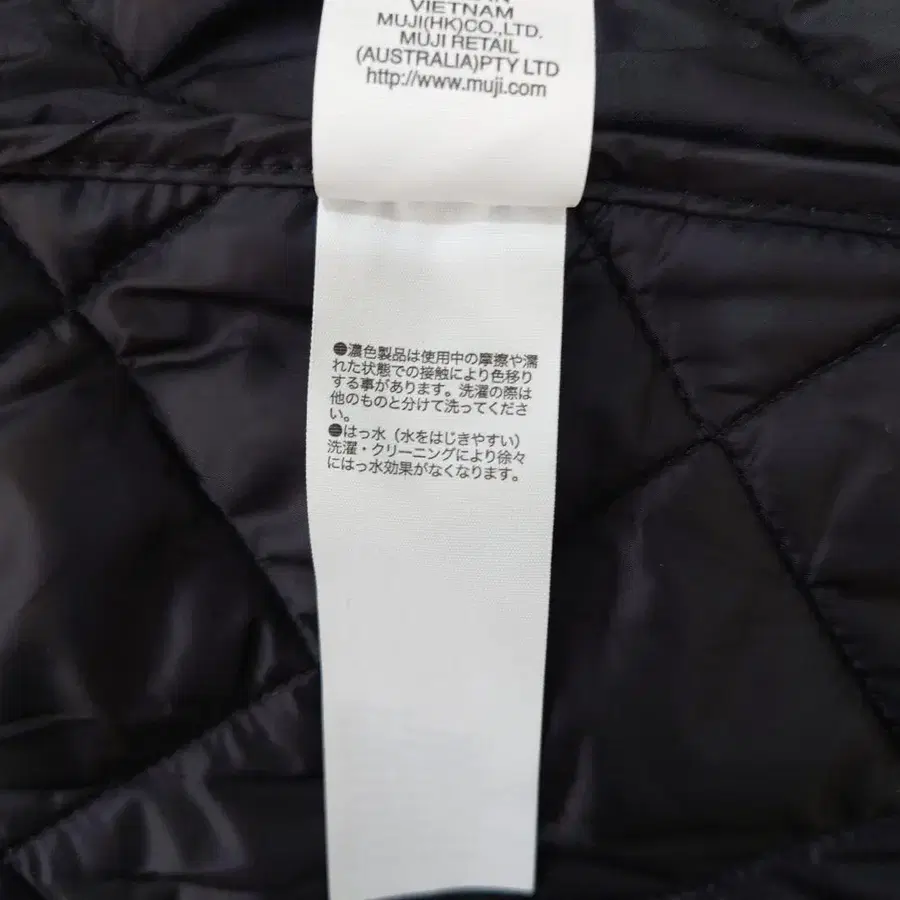 VIETNAM
MUJI(HK)CO.,LTD.
MUJI RETAIL
(AUSTRALIA)PTY LTD
http://www.muji.com
●濃色製品は使用中の摩擦や濡
れた状態での接触により色移り
する事があります。洗濯の際は
他のものと分けて洗ってくださ
い。
●はっ水（水をはじきやすい）
洗濯・クリーニングにより徐々
にはっ水効果がなくなります。